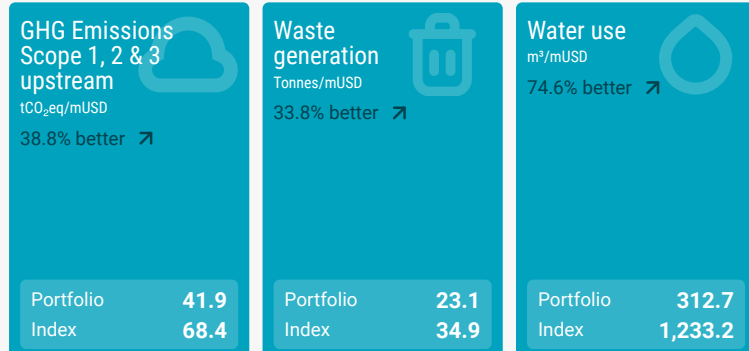 GHG Emissions
Scope 1, 2 & 3
upstream
tCO₂eq/mUSD
38.8% better
Portfolio 41.9
Index 68.4
Waste
generation
Tonnes/mUSD
33.8% better
Portfolio 23.1
Index 34.9
Water use
m³/mUSD
74.6% better
Portfolio 312.7
Index 1,233.2